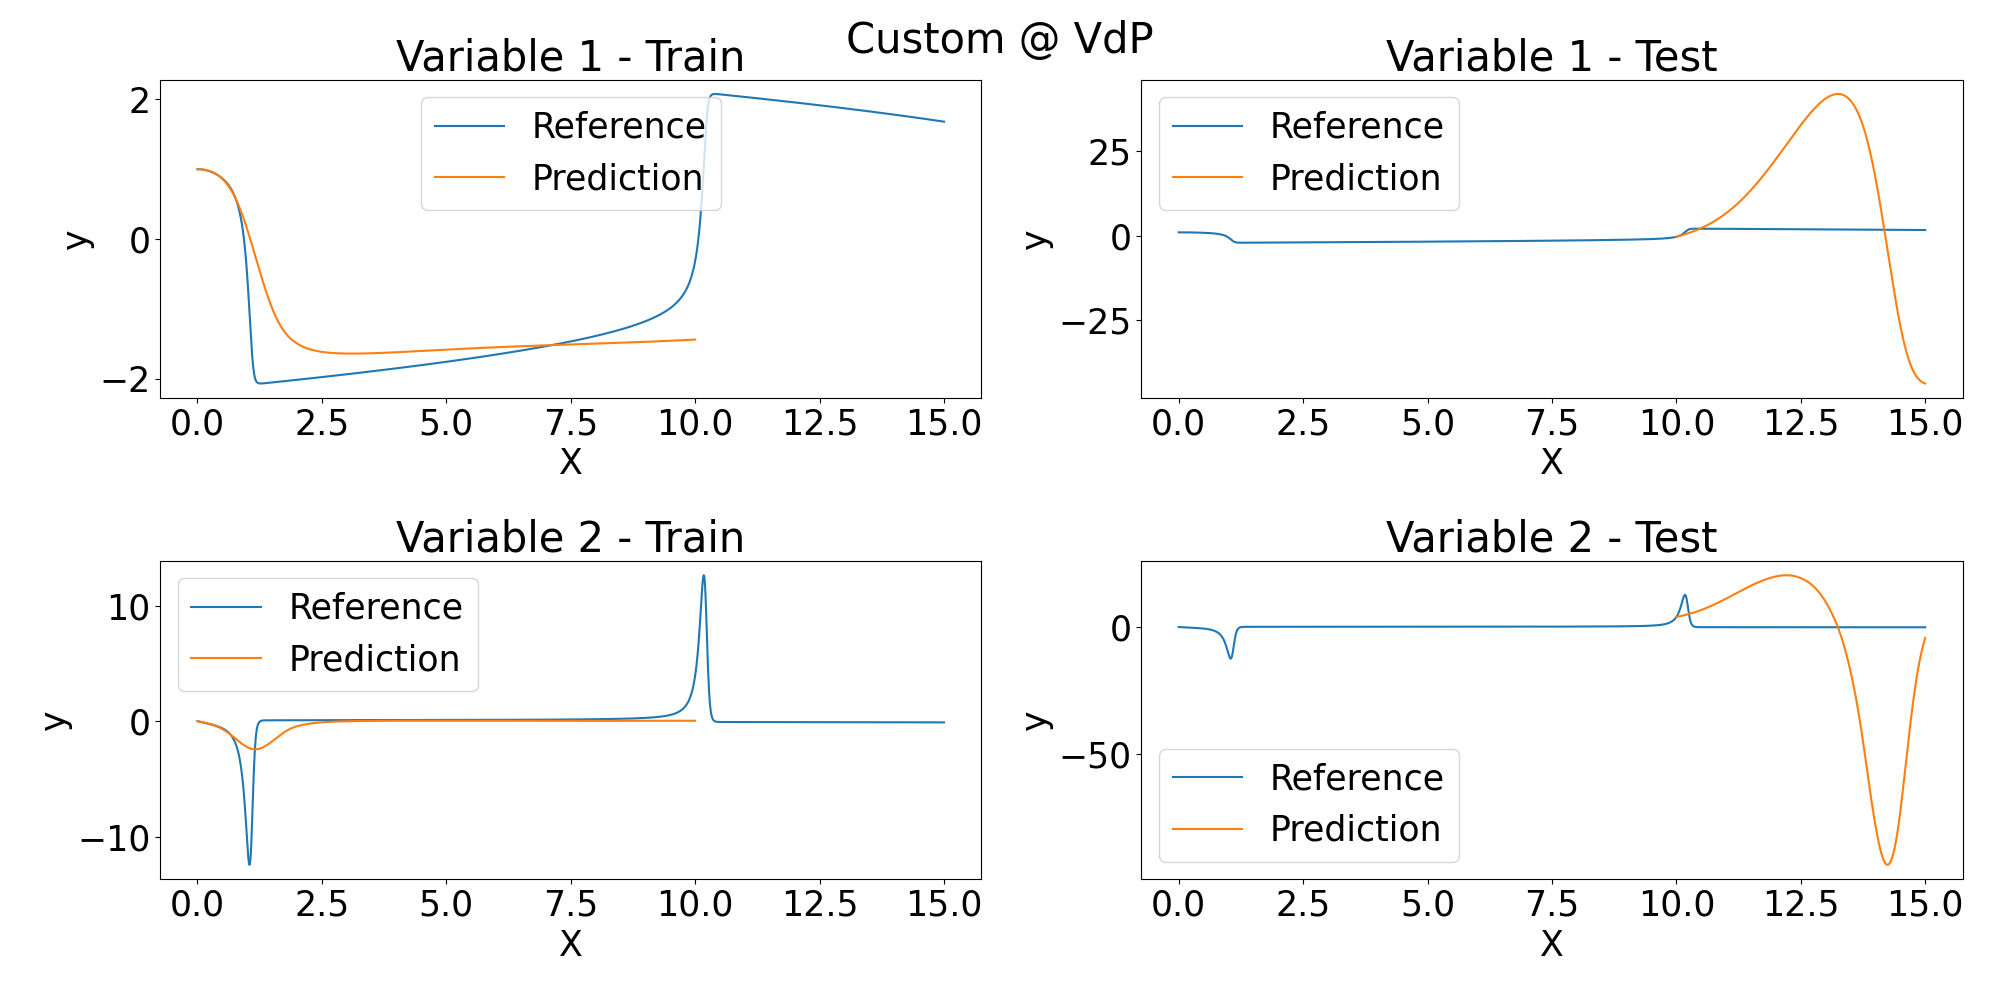 Custom @ VdP
Variable 1 - Train
2
0
−2
y
Reference
Prediction
0.0 2.5 5.0 7.5 10.0 12.5 15.0
X
Variable 1 - Test
25
0
−25
y
Reference
Prediction
0.0 2.5 5.0 7.5 10.0 12.5 15.0
X
Variable 2 - Train
10
0
−10
y
Reference
Prediction
0.0 2.5 5.0 7.5 10.0 12.5 15.0
X
Variable 2 - Test
0
−50
y
Reference
Prediction
0.0 2.5 5.0 7.5 10.0 12.5 15.0
X